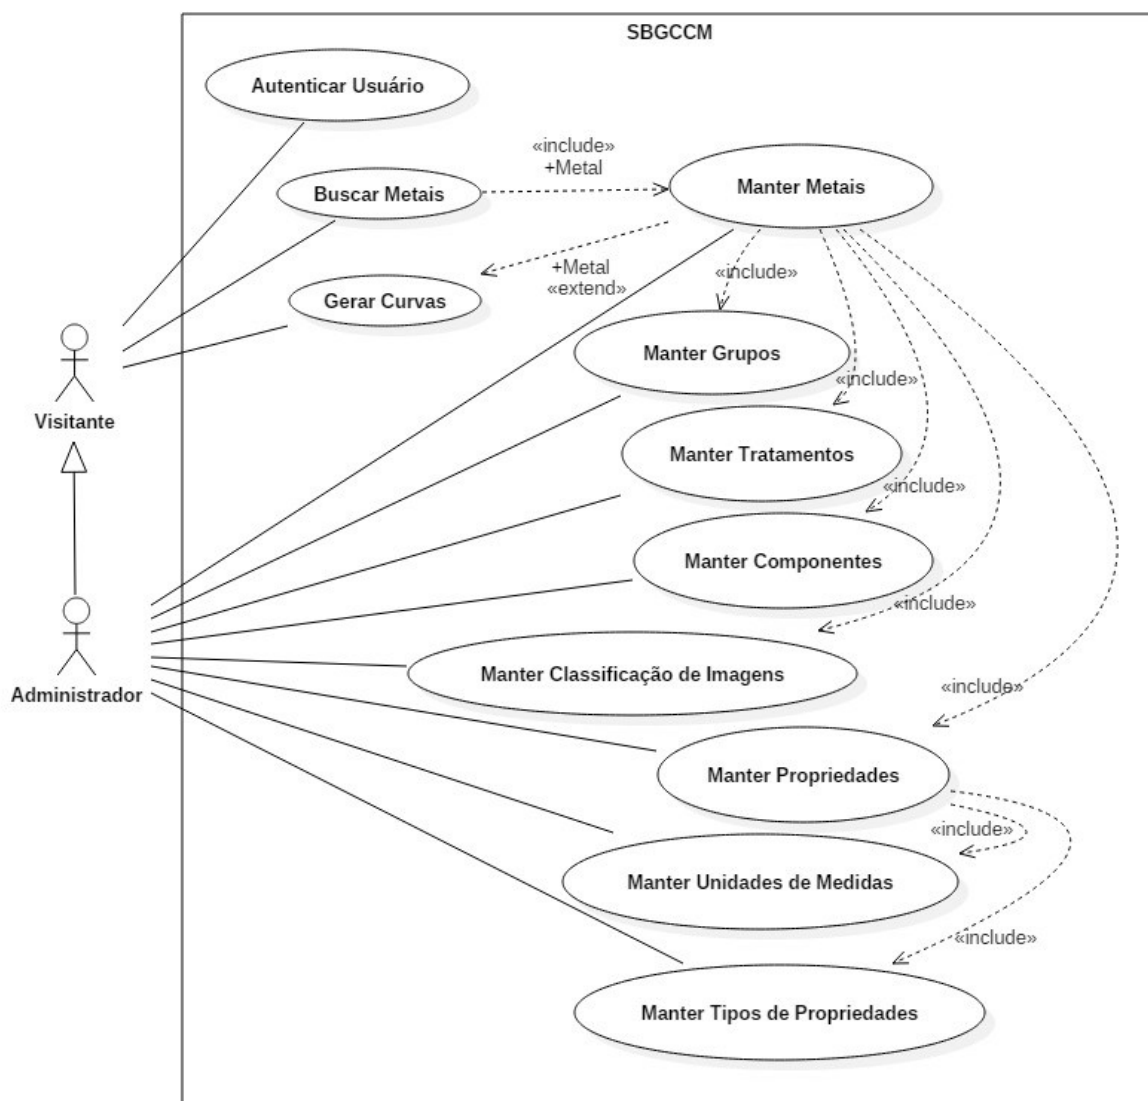 SBGCCM
Autenticar Usuário
«include»
+Metal
Buscar Metais
Manter Metais
+Metal
«extend»
«include»
Gerar Curvas
Manter Grupos
«include»
Visitante
Manter Tratamentos
«include»
Manter Componentes
«include»
Manter Classificação de Imagens
Administrador
«include»
Manter Propriedades
«include»
Manter Unidades de Medidas
«include»
Manter Tipos de Propriedades